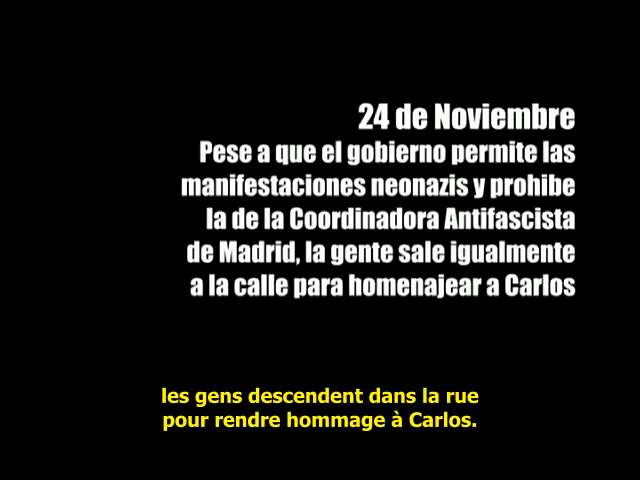 24 de Noviembre
Pese a que el gobierno permite las
manifestaciones neonazis y prohibe
la de la Coordinadora Antifascista
de Madrid, la gente sale igualmente
a la calle para homenajear a Carlos
les gens descendent dans la rue
pour rendre hommage à Carlos.